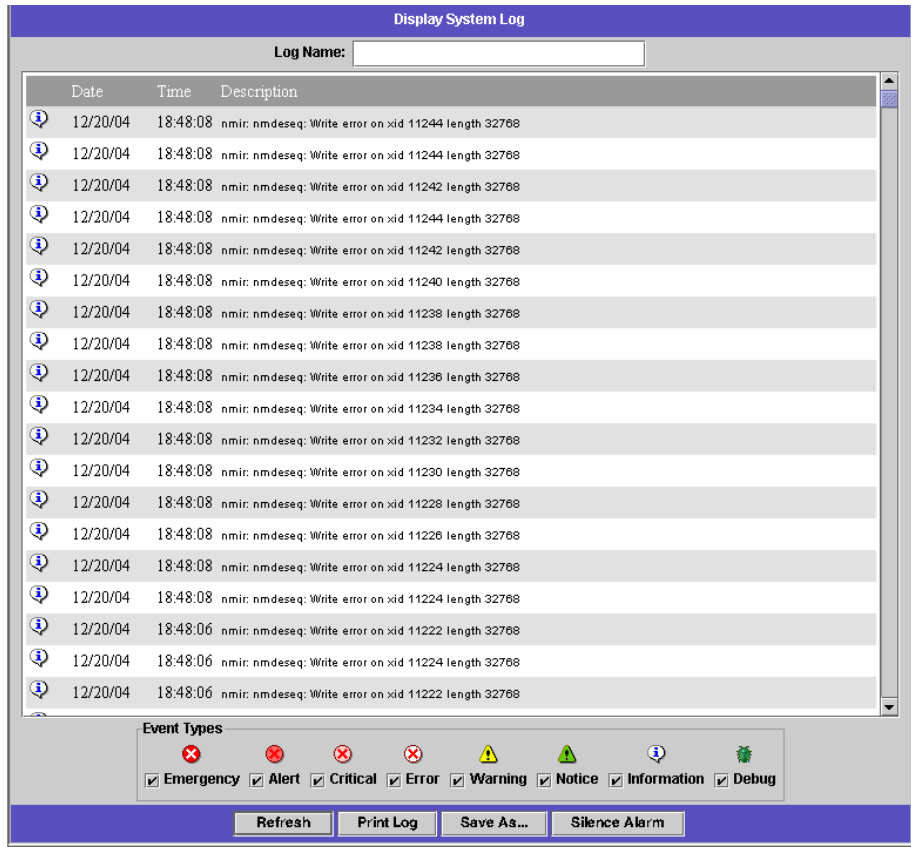 Display System Log
Log Name:
Date Time Description
12/20/04 18:48:08 nmir: nmdeseq: Write error on xid 11244 length 32768
12/20/04 18:48:08 nmir: nmdeseq: Write error on xid 11244 length 32768
12/20/04 18:48:08 nmir: nmdeseq: Write error on xid 11242 length 32768
12/20/04 18:48:08 nmir: nmdeseq: Write error on xid 11244 length 32768
12/20/04 18:48:08 nmir: nmdeseq: Write error on xid 11242 length 32768
12/20/04 18:48:08 nmir: nmdeseq: Write error on xid 11240 length 32768
12/20/04 18:48:08 nmir: nmdeseq: Write error on xid 11238 length 32768
12/20/04 18:48:08 nmir: nmdeseq: Write error on xid 11238 length 32768
12/20/04 18:48:08 nmir: nmdeseq: Write error on xid 11236 length 32768
12/20/04 18:48:08 nmir: nmdeseq: Write error on xid 11234 length 32768
12/20/04 18:48:08 nmir: nmdeseq: Write error on xid 11232 length 32768
12/20/04 18:48:08 nmir: nmdeseq: Write error on xid 11230 length 32768
12/20/04 18:48:08 nmir: nmdeseq: Write error on xid 11228 length 32768
12/20/04 18:48:08 nmir: nmdeseq: Write error on xid 11226 length 32768
12/20/04 18:48:08 nmir: nmdeseq: Write error on xid 11224 length 32768
12/20/04 18:48:08 nmir: nmdeseq: Write error on xid 11224 length 32768
12/20/04 18:48:06 nmir: nmdeseq: Write error on xid 11222 length 32768
12/20/04 18:48:06 nmir: nmdeseq: Write error on xid 11224 length 32768
12/20/04 18:48:06 nmir: nmdeseq: Write error on xid 11222 length 32768
Event Types
Emergency Alert Critical Error Warning Notice Information Debug
Refresh Print Log Save As... Silence Alarm